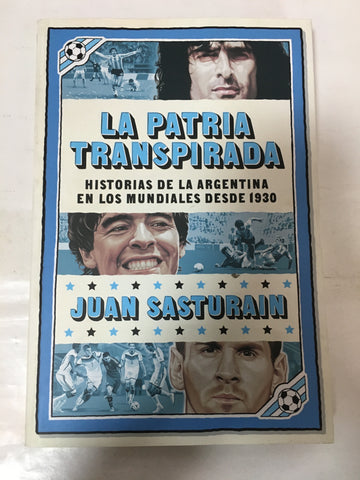 LA PATRIA
TRANSPIRADA
HISTORIAS DE LA ARGENTINA
EN LOS MUNDIALES DESDE 1930
JUAN SASTURAIN